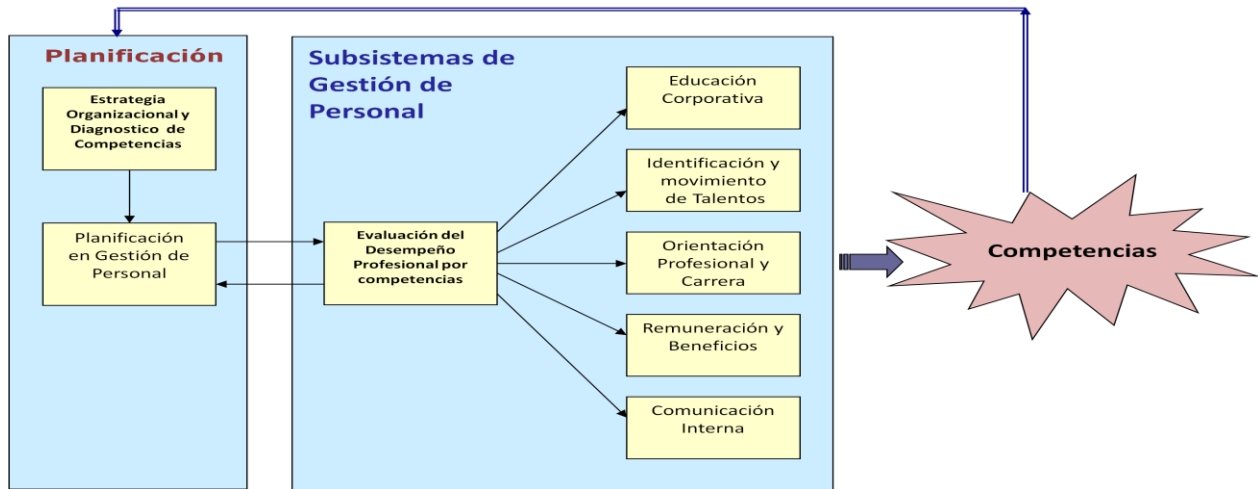 Planificación
Estrategia
Organizacional y
Diagnostico de
Competencias
Planificación
en Gestión de
Personal
Subsistemas de
Gestión de
Personal
Evaluación del
Desempeño
Profesional por
competencias
Educación
Corporativa
Identificación y
movimiento
de Talentos
Orientación
Profesional y
Carrera
Remuneración y
Beneficios
Comunicación
Interna
Competencias